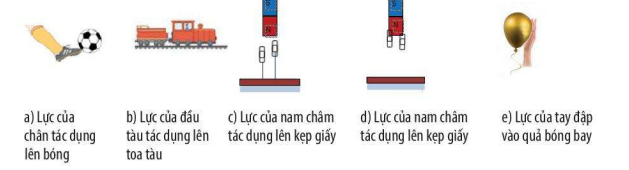 S
N
S
N
a) Lực của
chân tác dụng
lên bóng
b) Lực của đầu
tàu tác dụng lên
toa tàu
c) Lực của nam châm
tác dụng lên kẹp giấy
d) Lực của nam châm
tác dụng lên kẹp giấy
e) Lực của tay đập
vào quả bóng bay